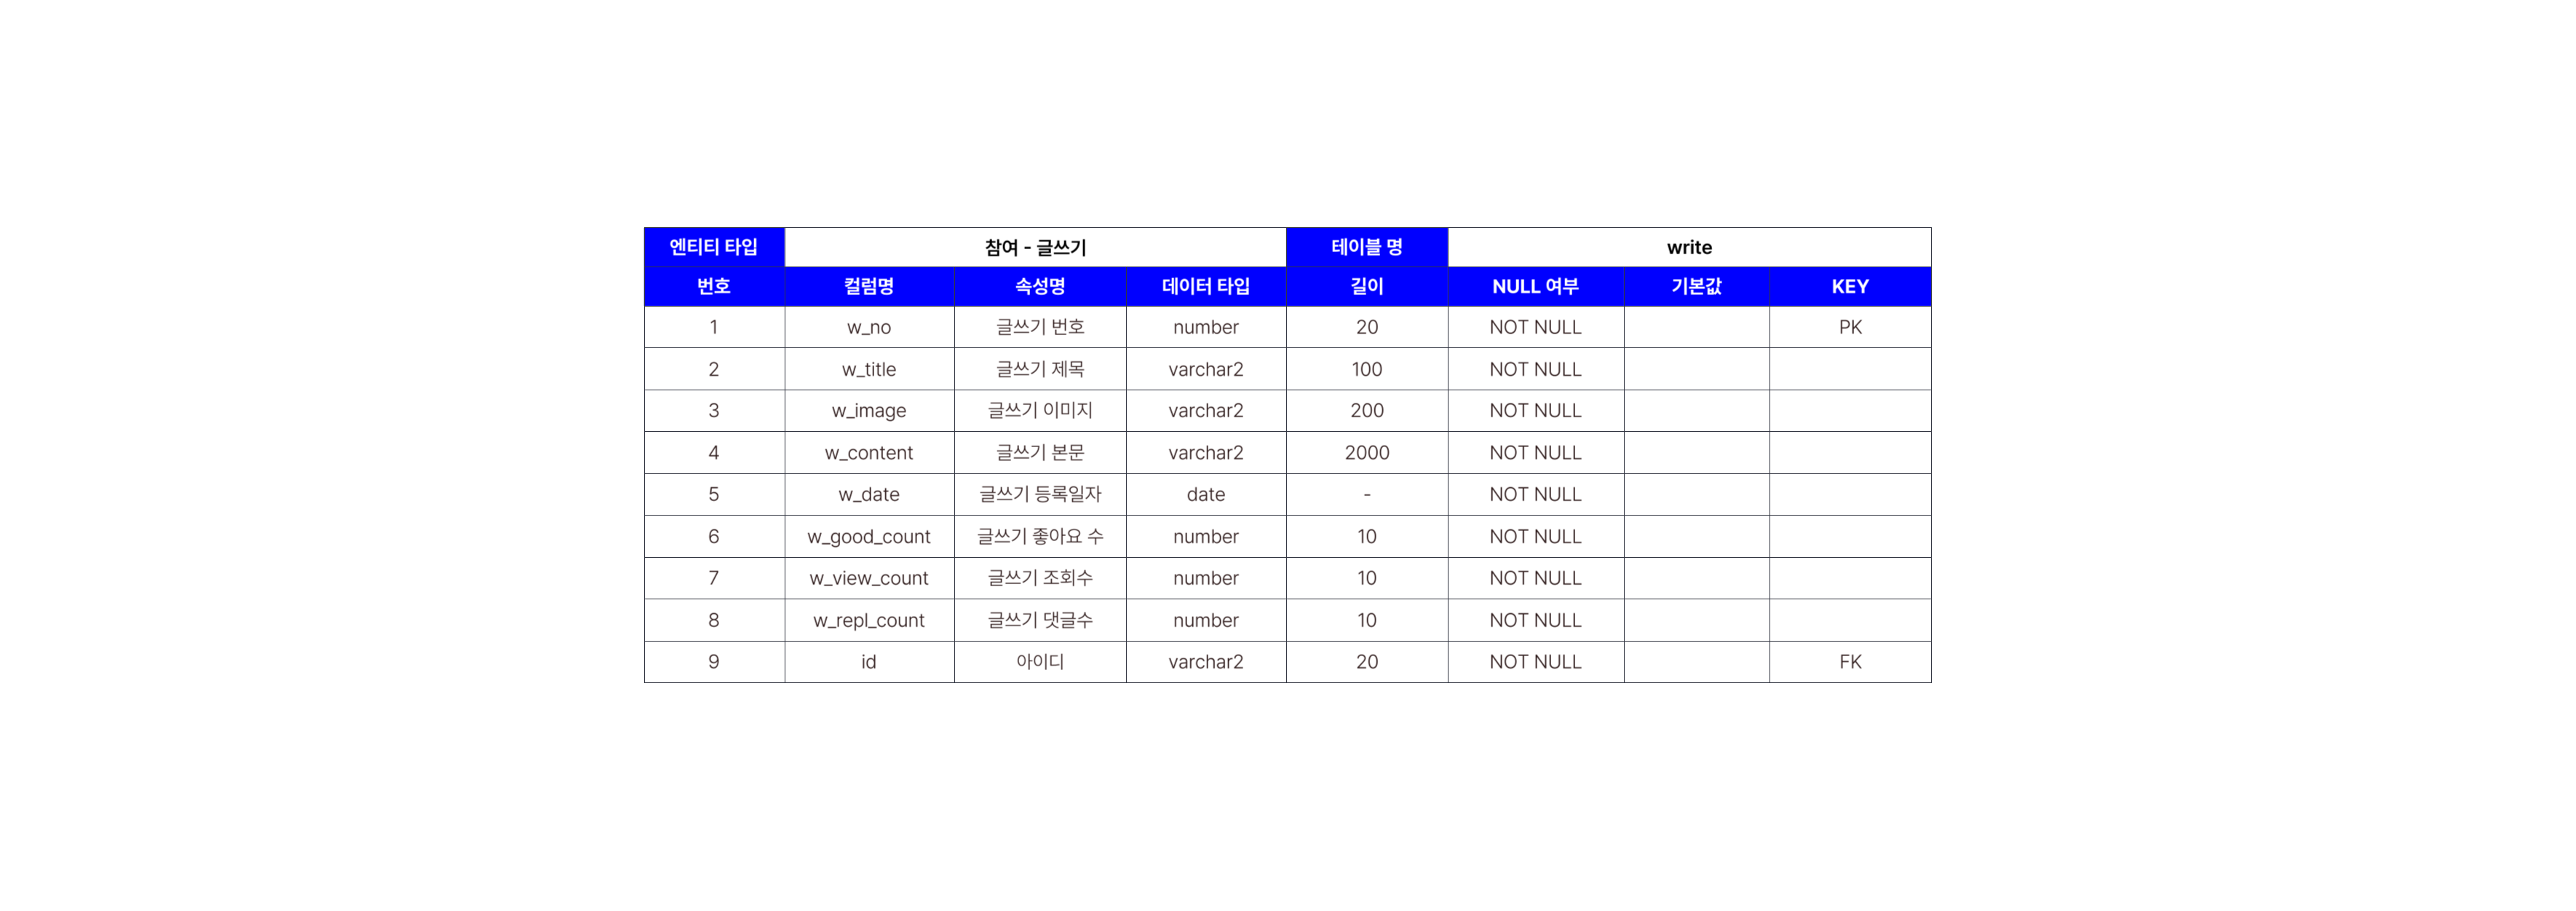 엔티티 타입 참여 - 글쓰기 테이블 명 write
번호 컬럼명 속성명 데이터 타입 길이 NULL 여부 기본값 KEY
1 w_no 글쓰기 번호 number 20 NOT NULL PK
2 w_title 글쓰기 제목 varchar2 100 NOT NULL
3 w_image 글쓰기 이미지 varchar2 200 NOT NULL
4 w_content 글쓰기 본문 varchar2 2000 NOT NULL
5 w_date 글쓰기 등록일자 date - NOT NULL
6 w_good_count 글쓰기 좋아요 수 number 10 NOT NULL
7 w_view_count 글쓰기 조회수 number 10 NOT NULL
8 w_repl_count 글쓰기 댓글수 number 10 NOT NULL
9 id 아이디 varchar2 20 NOT NULL FK